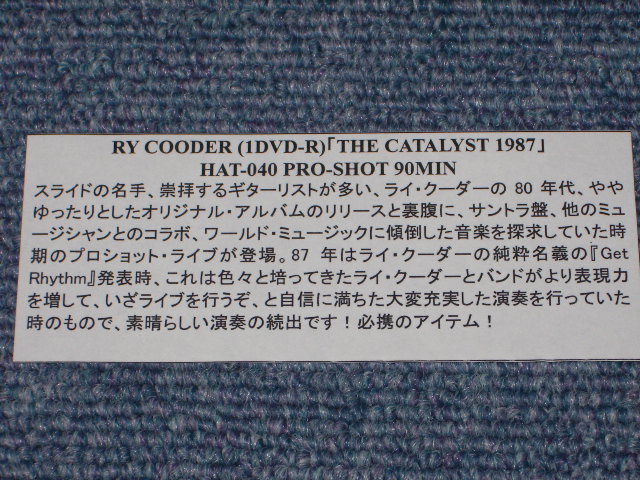 RY COODER (1DVD-R)「THE CATALYST 1987」
HAT-040 PRO-SHOT 90MIN
スライドの名手、崇拝するギターリストが多い、ライ・クーダーの 80 年代、やや
ゆったりとしたオリジナル・アルバムのリリースと裏腹に、サントラ盤、他のミュ
ージシャンとのコラボ、ワールド・ミュージックに傾倒した音楽を探求していた時
期のプロショット・ライブが登場。87 年はライ・クーダーの純粋名義の『Get
Rhythm』発表時、これは色々と培ってきたライ・クーダーとバンドがより表現力
を増して、いざライブを行うぞ、と自信に満ちた大変充実した演奏を行っていた
時のもので、素晴らしい演奏の続出です！必携のアイテム！